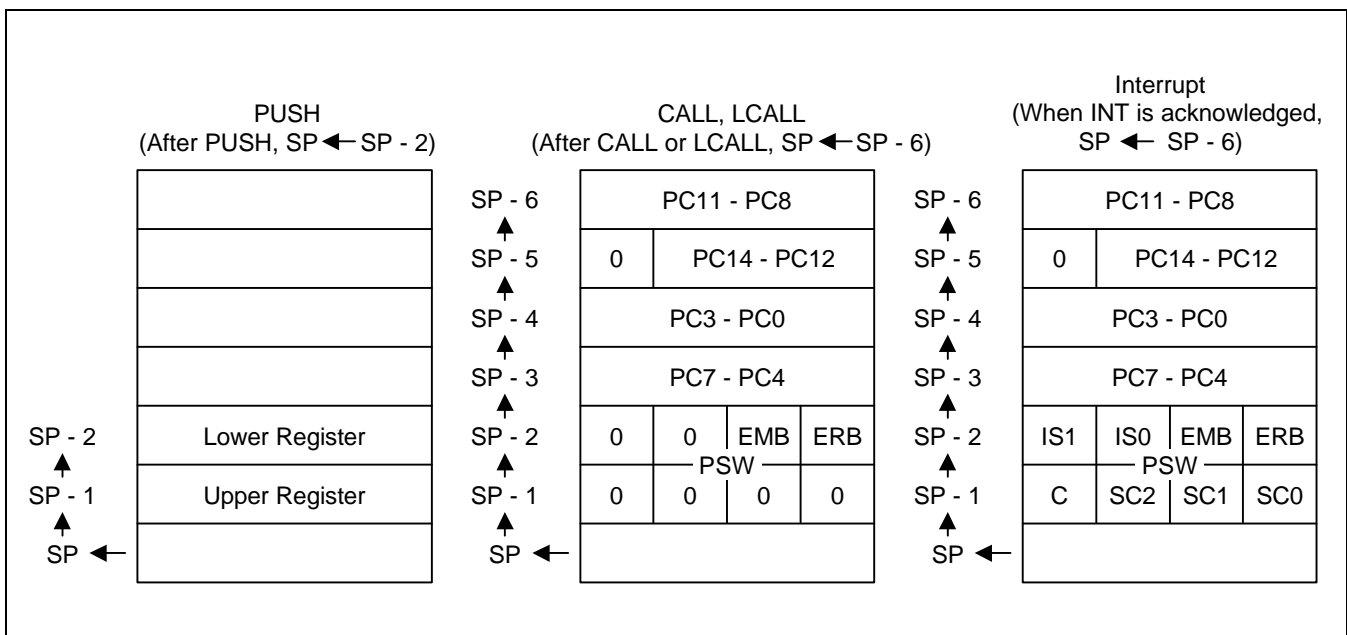 PUSH
(After PUSH, SP SP - 2)
SP - 2
Lower Register
SP - 1
Upper Register
SP
CALL, LCALL
(After CALL or LCALL, SP SP - 6)
SP - 6
PC11 - PC8
SP - 5
0 PC14 - PC12
SP - 4
PC3 - PC0
SP - 3
PC7 - PC4
SP - 2
0 0 EMB ERB
PSW
SP - 1
0 0 0 0
SP
Interrupt
(When INT is acknowledged,
SP SP - 6)
SP - 6
PC11 - PC8
SP - 5
0 PC14 - PC12
SP - 4
PC3 - PC0
SP - 3
PC7 - PC4
SP - 2
IS1 IS0 EMB ERB
PSW
SP - 1
C SC2 SC1 SC0
SP